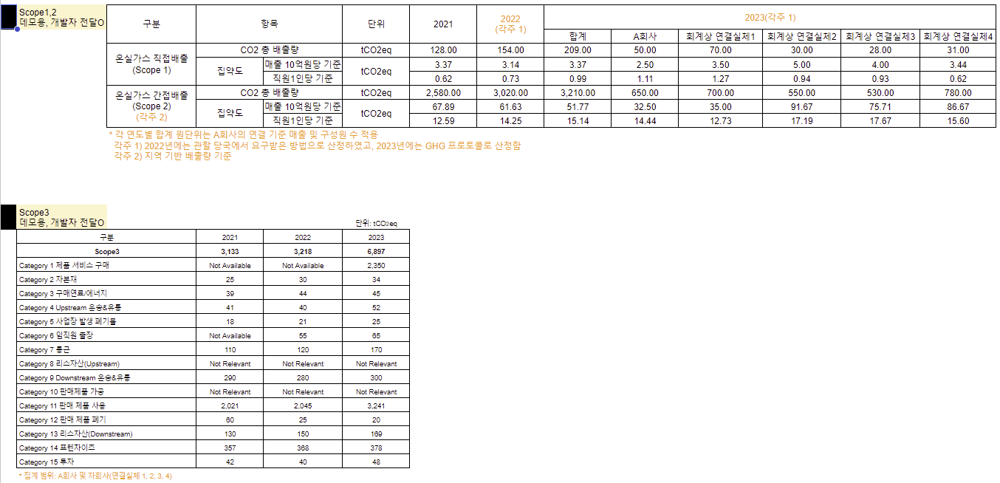 Scope1,2
데모용, 개발자 전달O
구분 항목 단위 2021 2022 (각주 1) 2023(각주 1)
합계 A회사 회계상 연결실체1 회계상 연결실체2 회계상 연결실체3 회계상 연결실체4
온실가스 직접배출 (Scope 1) CO2 총 배출량 tCO2eq 128.00 154.00 209.00 50.00 70.00 30.00 28.00 31.00
집약도 매출 10억원당 기준 tCO2eq 3.37 3.14 3.37 2.50 3.50 5.00 4.00 3.44
직원1인당 기준 0.62 0.73 0.99 1.11 1.27 0.94 0.93 0.62
온실가스 간접배출 (Scope 2) (각주 2) CO2 총 배출량 tCO2eq 2,580.00 3,020.00 3,210.00 650.00 700.00 550.00 530.00 780.00
집약도 매출 10억원당 기준 tCO2eq 67.89 61.63 51.77 32.50 35.00 91.67 75.71 86.67
직원1인당 기준 12.59 14.25 15.14 14.44 12.73 17.19 17.67 15.60
* 각 연도별 합계 원단위는 A회사의 연결 기준 매출 및 구성원 수 적용
각주 1) 2022년에는 관할 당국에서 요구받은 방법으로 산정하였고, 2023년에는 GHG 프로토콜로 산정함
각주 2) 지역 기반 배출량 기준
Scope3
데모용, 개발자 전달O
단위: tCO2eq
구분 2021 2022 2023
Scope3 3,133 3,218 6,897
Category 1 제품 서비스 구매 Not Available Not Available 2,350
Category 2 자본재 25 30 34
Category 3 구매연료/에너지 39 44 45
Category 4 Upstream 운송&유통 41 40 52
Category 5 사업장 발생 폐기물 18 21 25
Category 6 임직원 출장 Not Available 55 65
Category 7 통근 110 120 170
Category 8 리스자산(Upstream) Not Relevant Not Relevant Not Relevant
Category 9 Downstream 운송&유통 290 280 300
Category 10 판매제품 가공 Not Relevant Not Relevant Not Relevant
Category 11 판매 제품 사용 2,021 2,045 3,241
Category 12 판매 제품 폐기 60 25 20
Category 13 리스자산(Downstream) 130 150 169
Category 14 프랜차이즈 357 368 378
Category 15 투자 42 40 48
* 집계 범위: A회사 및 자회사(연결실체 1, 2, 3, 4)